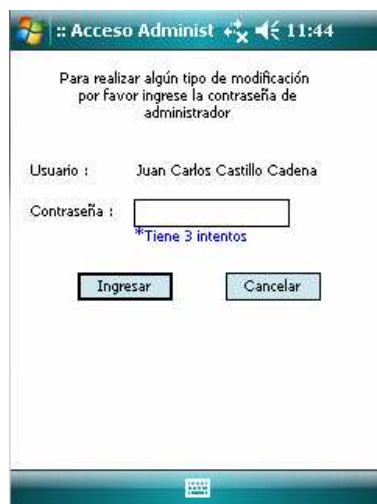 :: Acceso Administ 11:44
Para realizar algún tipo de modificación
por favor ingrese la contraseña de
administrador
Usuario : Juan Carlos Castillo Cadena
Contraseña :
*Tiene 3 intentos
Ingresar Cancelar